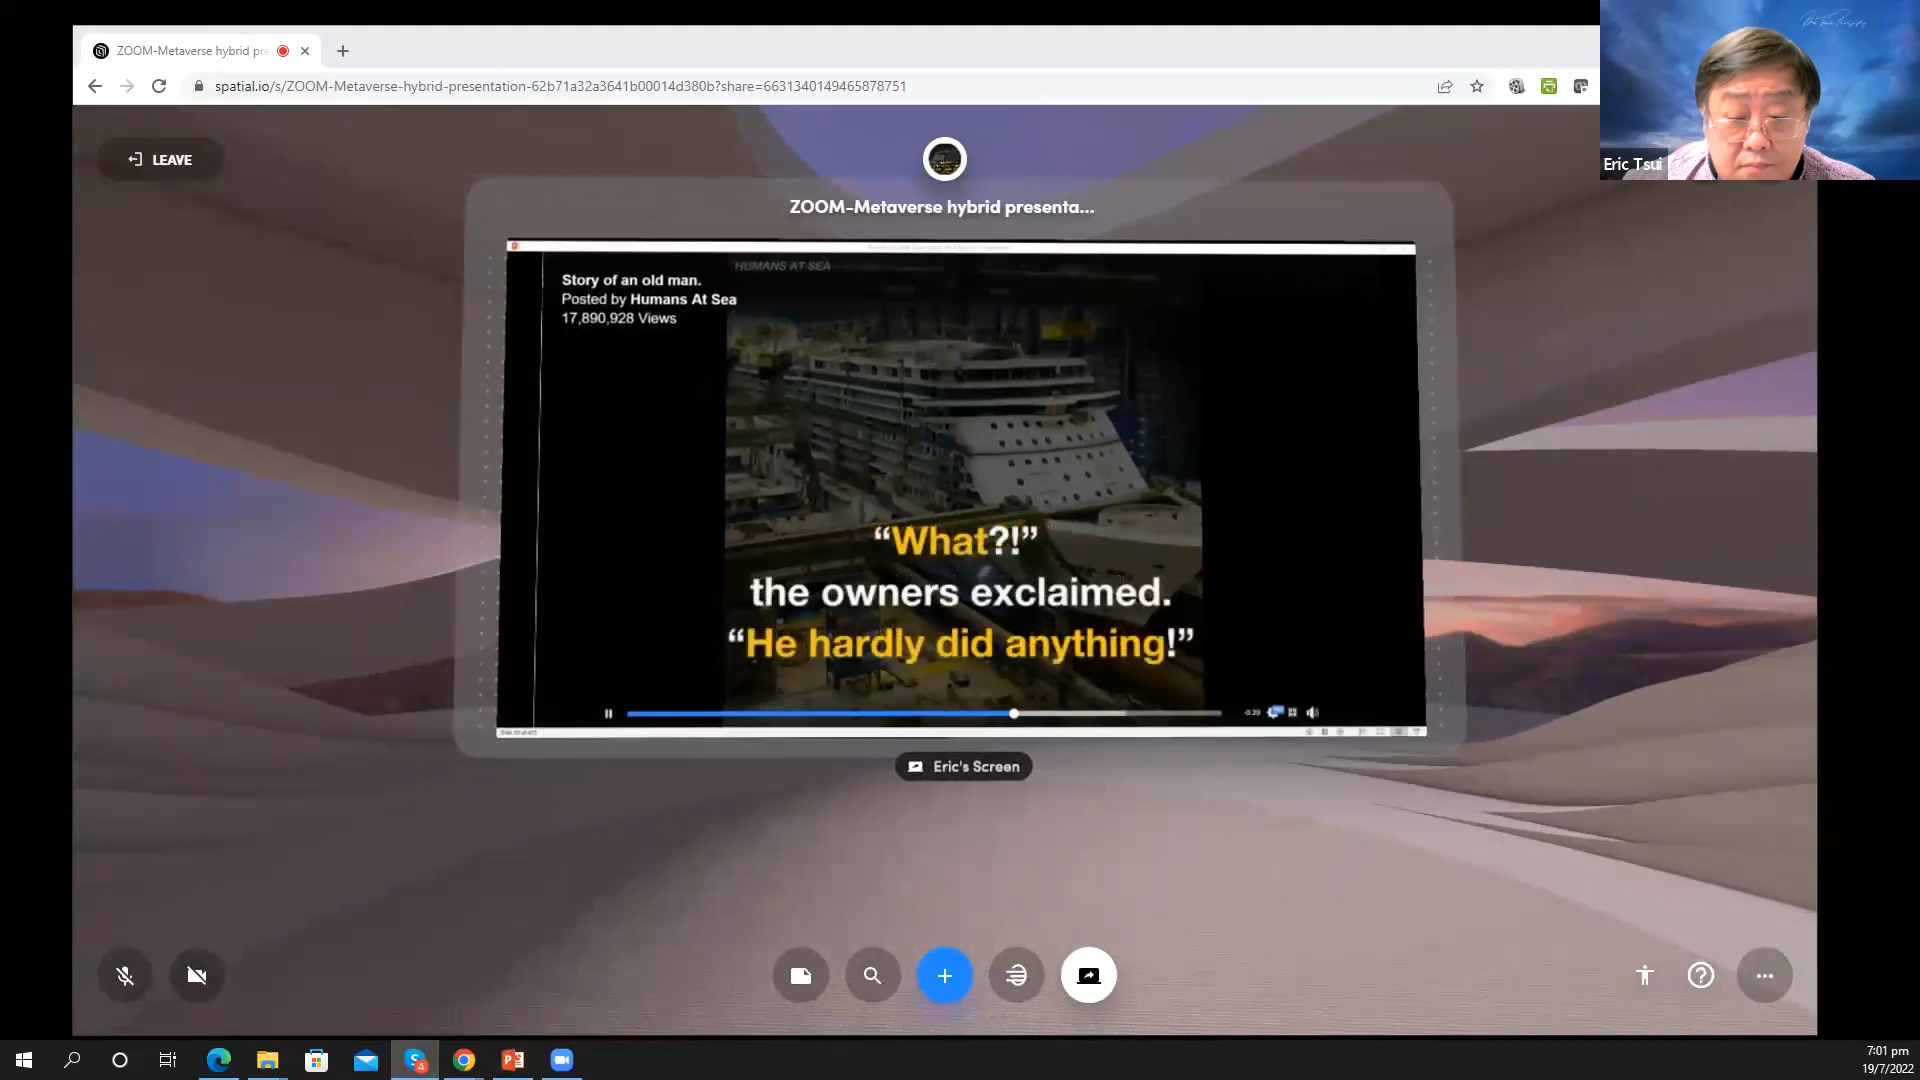 ZOOM-Metaverse hybrid pre
spatial.io/s/ZOOM-Metaverse-hybrid-presentation-62b71a32a3641b00014d380b?share=6631340149465878751
Eric Tsui
LEAVE
ZOOM-Metaverse hybrid presenta...
HUMANS AT SEA
Story of an old man.
Posted by Humans At Sea
17,890,928 Views
“What?!”
the owners exclaimed.
“He hardly did anything!”
Eric's Screen
7:01 pm
19/7/2022